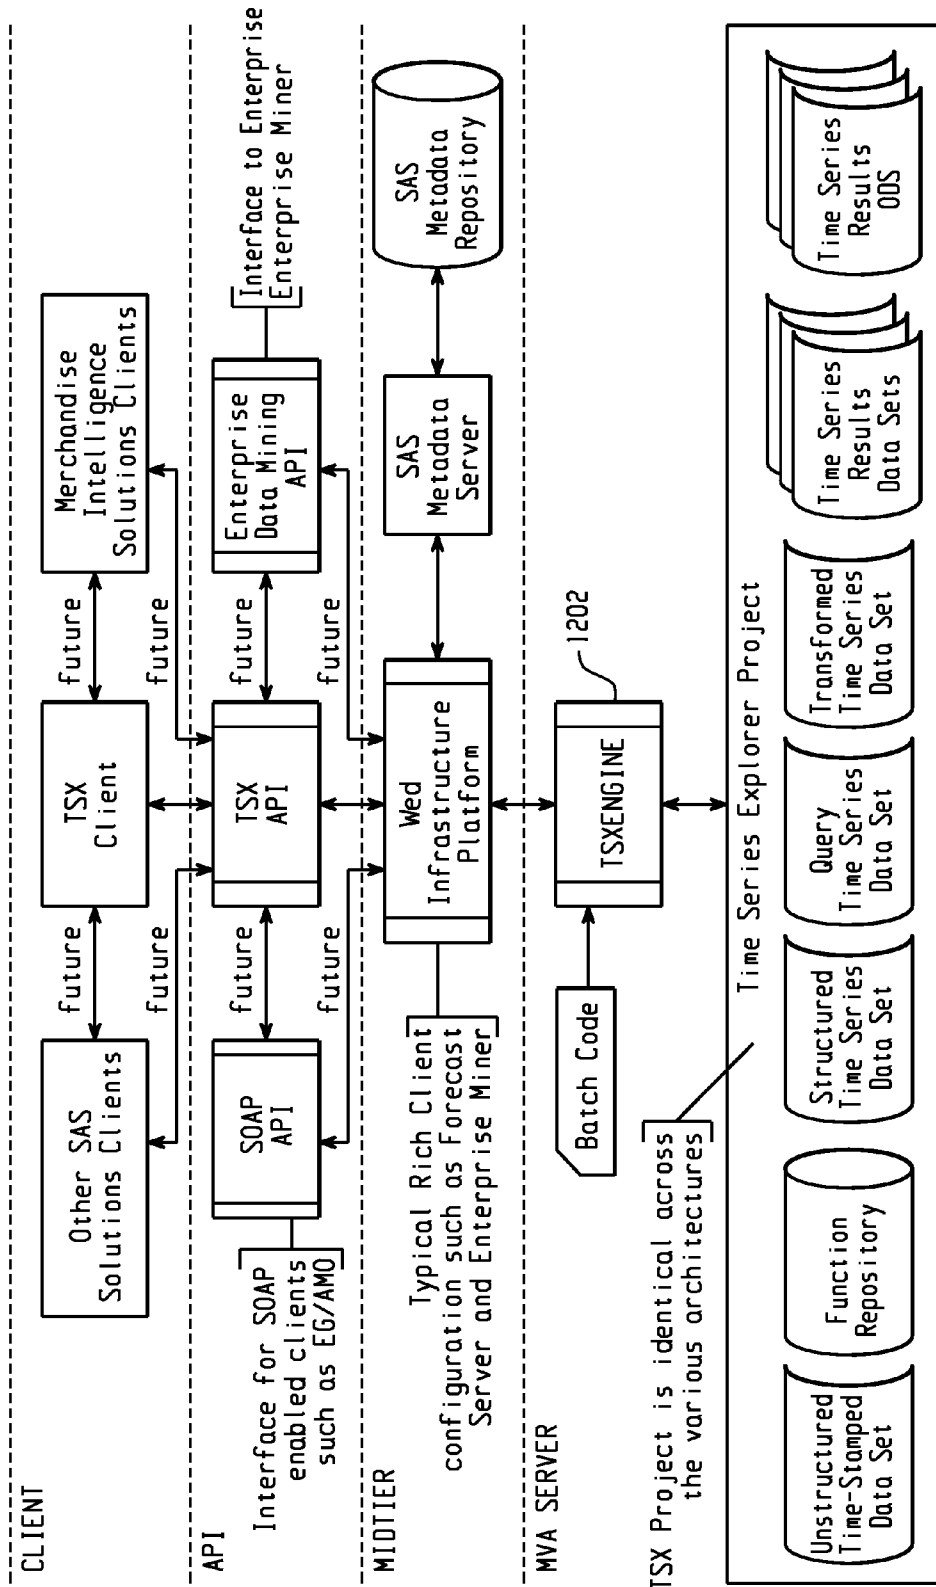 CLIENT
Other SAS
Solutions Clients
future
future
TSX
Client
future
future
Merchandise
Intelligence
Solutions Clients
API
Interface for SOAP
enabled clients
such as EG/AMO
SOAP
API
future
future
TSX
API
future
future
Enterprise
Data Mining
API
Interface to Enterprise
Enterprise Miner
MIDTIER
Typical Rich Client
configuration such as Forecast
Server and Enterprise Miner
Wed
Infrastructure
Platform
SAS
Metadata
Server
SAS
Metadata
Repository
MVA SERVER
Batch Code
TSXENGINE
1202
TSX Project is identical across
the various architectures
Time Series Explorer Project
Unstructured
Time-Stamped
Data Set
Function
Repository
Structured
Time Series
Data Set
Query
Time Series
Data Set
Transformed
Time Series
Data Set
Time Series
Results
Data Sets
Time Series
Results
ODS